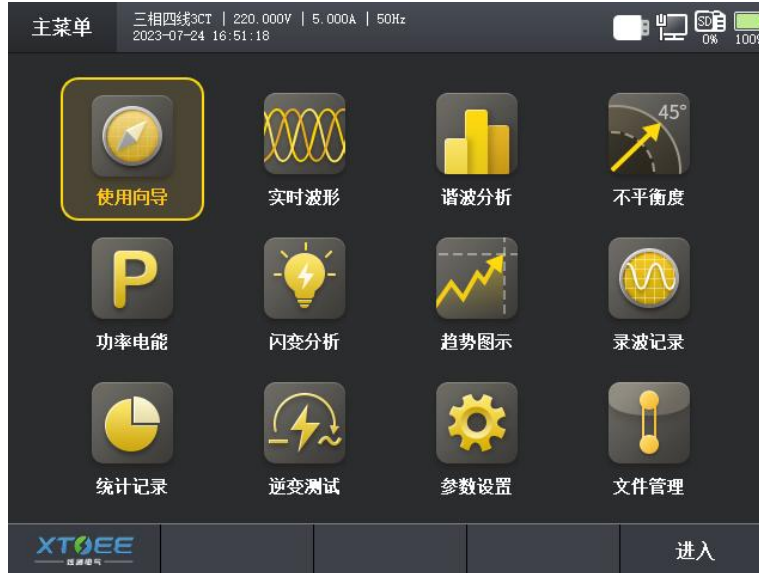 主菜单
三相四线3CT | 220.000V | 5.000A | 50Hz
2023-07-24 16:51:18
SD
0%
100%
使用向导
实时波形
谐波分析
45°
不平衡度
P
功率电能
闪变分析
趋势图示
录波记录
统计记录
逆变测试
参数设置
文件管理
XTOEE
进入